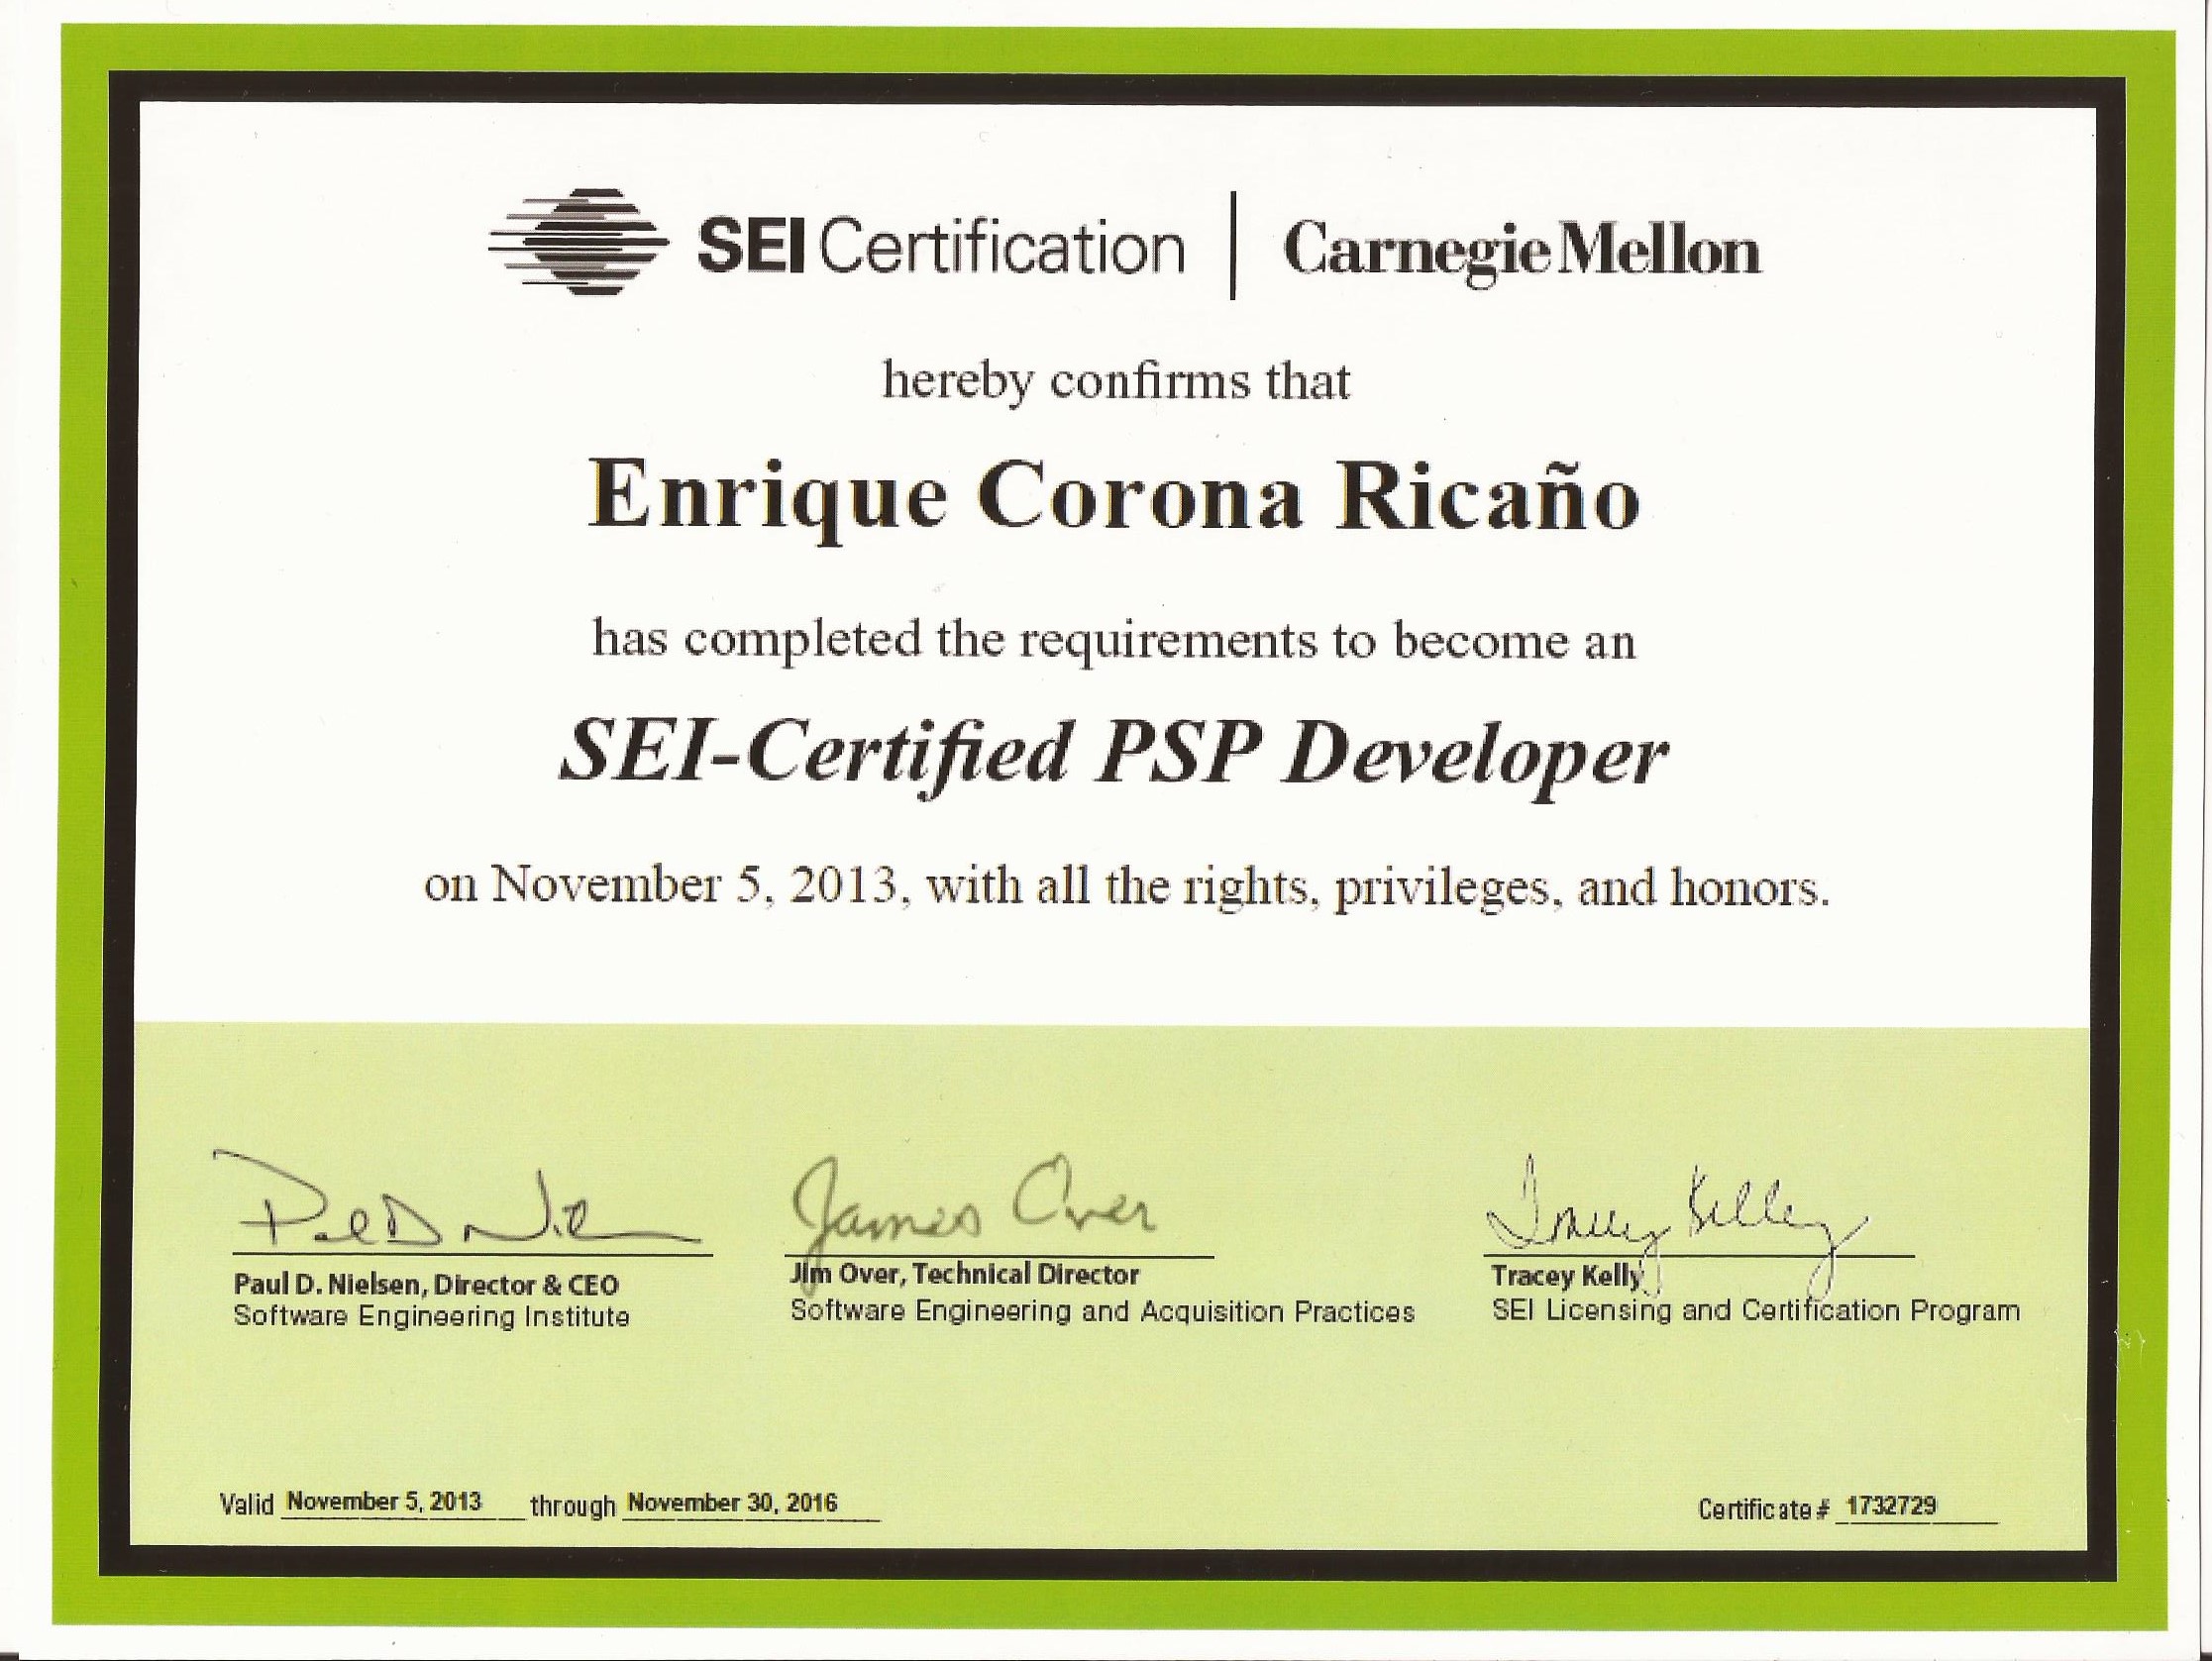 SEI Certification | Carnegie Mellon
hereby confirms that
Enrique Corona Ricaño
has completed the requirements to become an
SEI-Certified PSP Developer
on November 5, 2013, with all the rights, privileges, and honors.
Paul D. Nielsen, Director & CEO
Software Engineering Institute
James Over
Jim Over, Technical Director
Software Engineering and Acquisition Practices
Tracey Kelly
Tracey Kelly
SEI Licensing and Certification Program
Valid November 5, 2013 through November 30, 2016
Certificate # 1732729